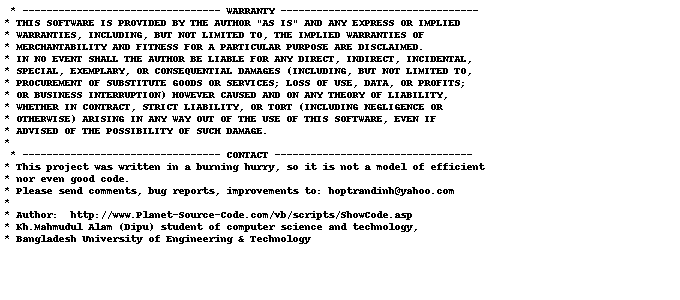 * --------------------------------- WARRANTY ---------------------------------
* THIS SOFTWARE IS PROVIDED BY THE AUTHOR "AS IS" AND ANY EXPRESS OR IMPLIED
* WARRANTIES, INCLUDING, BUT NOT LIMITED TO, THE IMPLIED WARRANTIES OF
* MERCHANTABILITY AND FITNESS FOR A PARTICULAR PURPOSE ARE DISCLAIMED.
* IN NO EVENT SHALL THE AUTHOR BE LIABLE FOR ANY DIRECT, INDIRECT, INCIDENTAL,
* SPECIAL, EXEMPLARY, OR CONSEQUENTIAL DAMAGES (INCLUDING, BUT NOT LIMITED TO,
* PROCUREMENT OF SUBSTITUTE GOODS OR SERVICES; LOSS OF USE, DATA, OR PROFITS;
* OR BUSINESS INTERRUPTION) HOWEVER CAUSED AND ON ANY THEORY OF LIABILITY,
* WHETHER IN CONTRACT, STRICT LIABILITY, OR TORT (INCLUDING NEGLIGENCE OR
* OTHERWISE) ARISING IN ANY WAY OUT OF THE USE OF THIS SOFTWARE, EVEN IF
* ADVISED OF THE POSSIBILITY OF SUCH DAMAGE.
*
* --------------------------------- CONTACT ---------------------------------
* This project was written in a burning hurry, so it is not a model of efficient
* nor even good code.
* Please send comments, bug reports, improvements to: hoptrandinh@yahoo.com
*
* Author:  http://www.Planet-Source-Code.com/vb/scripts/ShowCode.asp
* Kh.Mahmudul Alam (Dipu) student of computer science and technology,
* Bangladesh University of Engineering & Technology